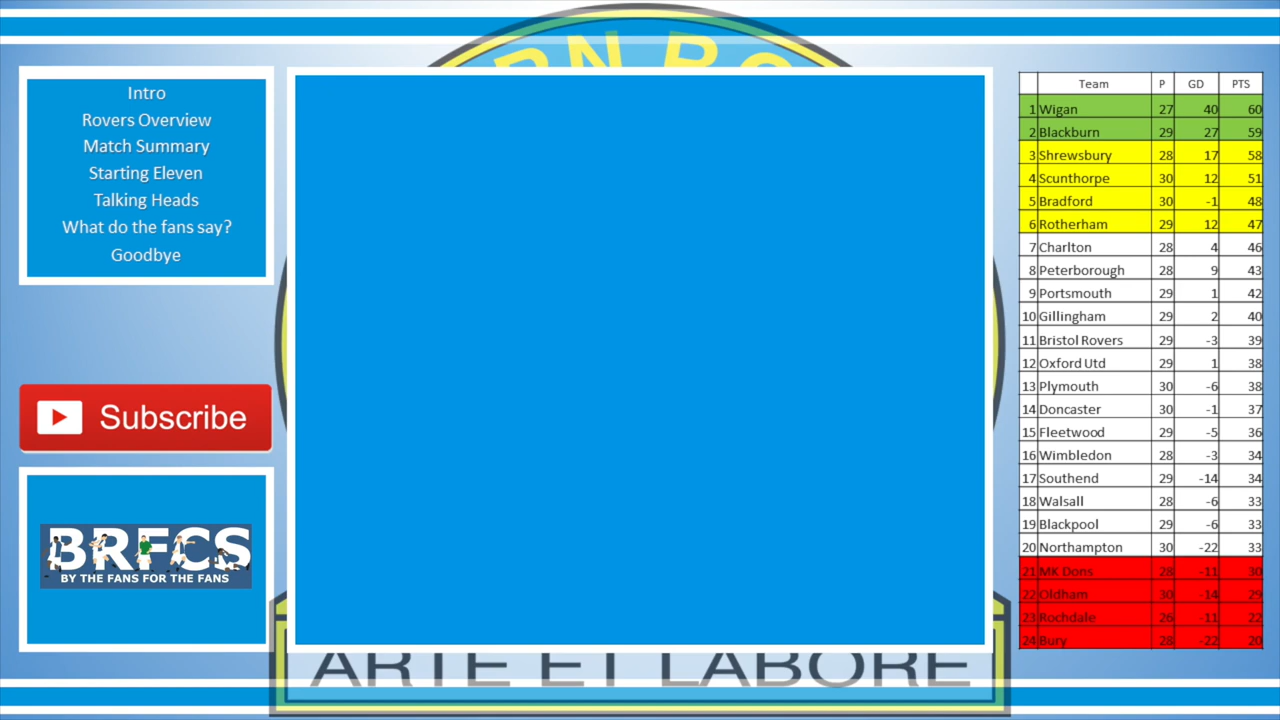 RN RO
Intro
Rovers Overview
Match Summary
Starting Eleven
Talking Heads
What do the fans say?
Goodbye
Subscribe
BRFCS
BY THE FANS FOR THE FANS
Team P GD PTS
1 Wigan 27 40 60
2 Blackburn 29 27 59
3 Shrewsbury 28 17 58
4 Scunthorpe 30 12 51
5 Bradford 30 -1 48
6 Rotherham 29 12 47
7 Charlton 28 4 46
8 Peterborough 28 9 43
9 Portsmouth 29 1 42
10 Gillingham 29 2 40
11 Bristol Rovers 29 -3 39
12 Oxford Utd 29 1 38
13 Plymouth 30 -6 38
14 Doncaster 30 -1 37
15 Fleetwood 29 -5 36
16 Wimbledon 28 -3 34
17 Southend 29 -14 34
18 Walsall 28 -6 33
19 Blackpool 29 -6 33
20 Northampton 30 -22 33
21 MK Dons 28 -11 30
22 Oldham 30 -14 29
23 Rochdale 26 -11 22
24 Bury 28 -22 20
ARTE ET LABORE